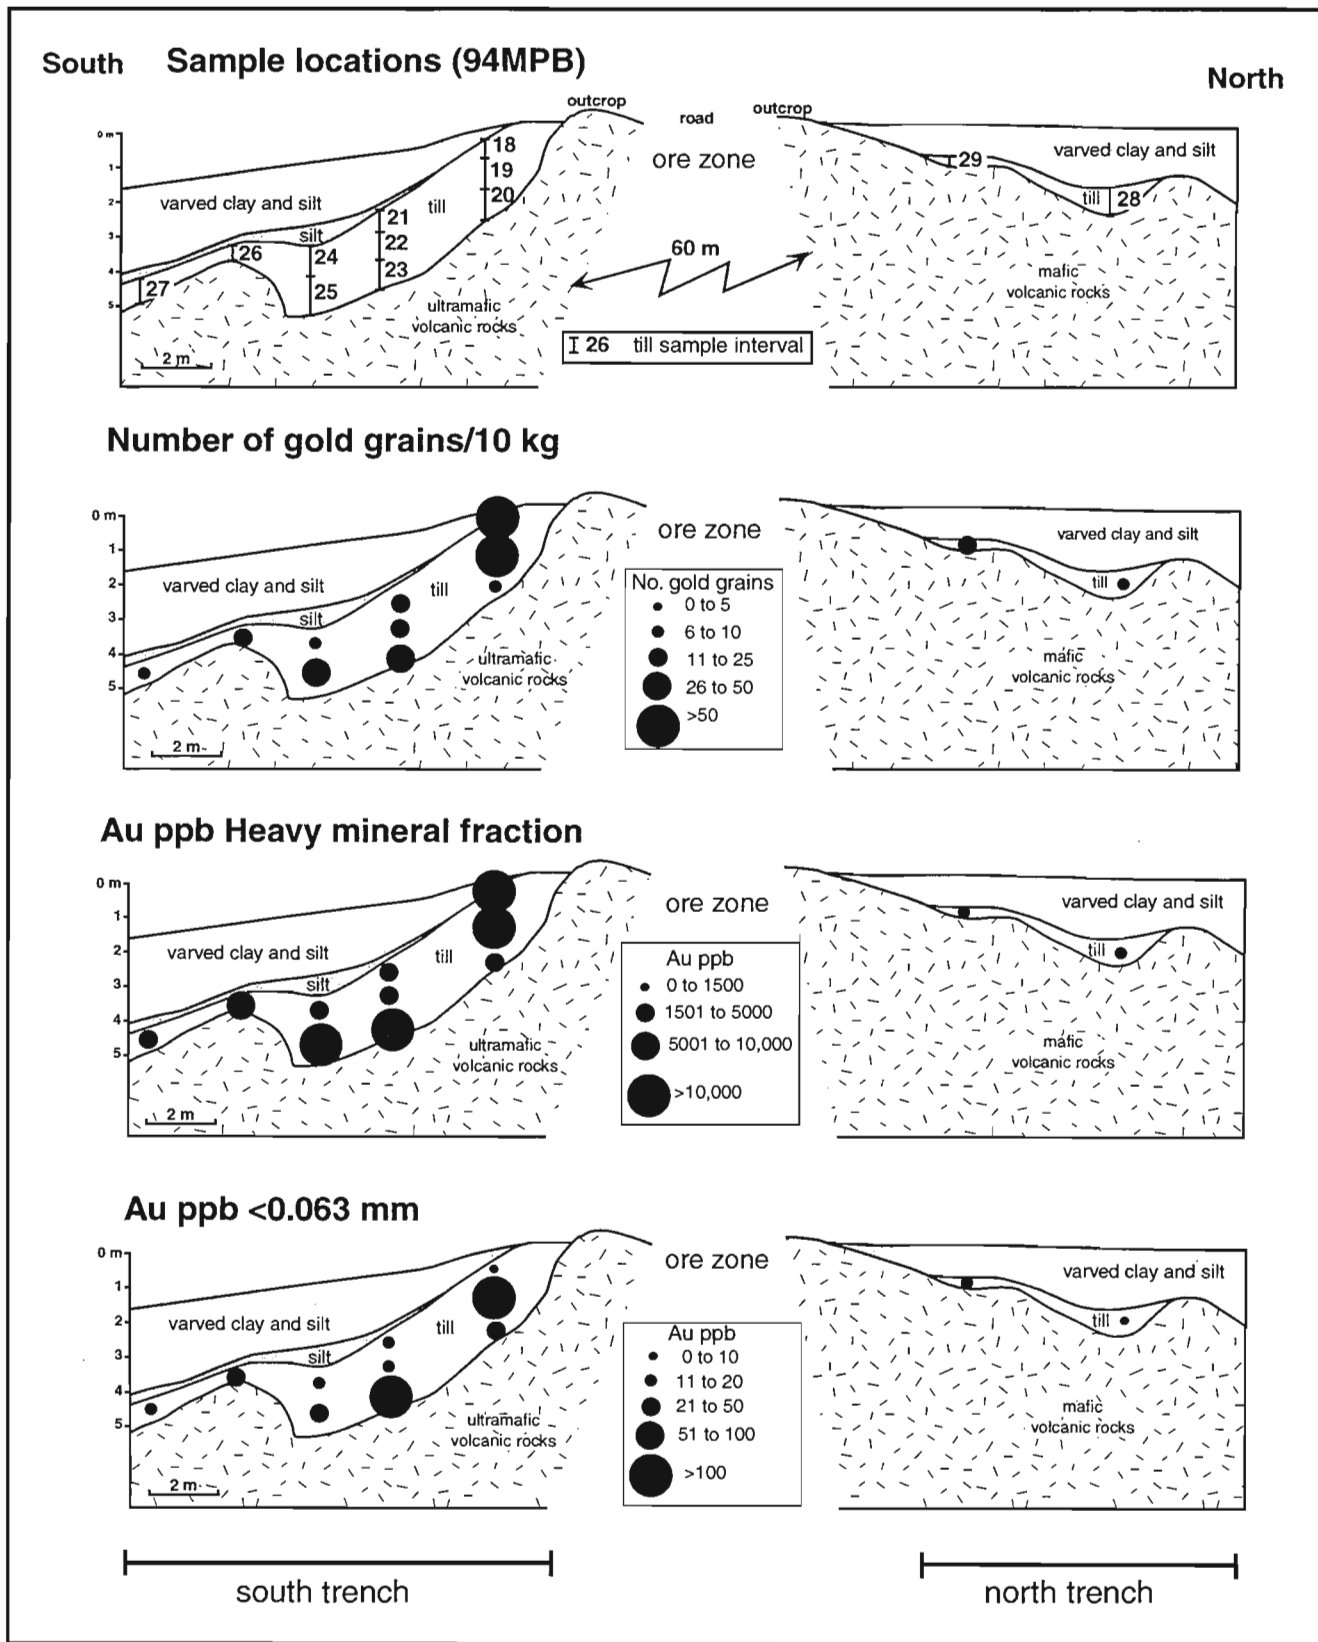 South Sample locations (94MPB) North
outcrop road outcrop
ore zone
0 m
1
2
3
4
5
varved clay and silt
silt
till
18
19
20
21
22
23
24
25
26
27
29
varved clay and silt
till 28
60 m
ultramafic
volcanic rocks
mafic
volcanic rocks
26 till sample interval
2 m
Number of gold grains/10 kg
0 m
1
2
3
4
5
ore zone
varved clay and silt
silt
till
varved clay and silt
till
No. gold grains
0 to 5
6 to 10
11 to 25
26 to 50
>50
ultramafic
volcanic rocks
mafic
volcanic rocks
2 m
Au ppb Heavy mineral fraction
0 m
1
2
3
4
5
ore zone
varved clay and silt
silt
till
varved clay and silt
till
Au ppb
0 to 1500
1501 to 5000
5001 to 10,000
>10,000
ultramafic
volcanic rocks
mafic
volcanic rocks
2 m
Au ppb <0.063 mm
0 m
1
2
3
4
5
ore zone
varved clay and silt
silt
till
varved clay and silt
till
Au ppb
0 to 10
11 to 20
21 to 50
51 to 100
>100
ultramafic
volcanic rocks
mafic
volcanic rocks
2 m
south trench north trench